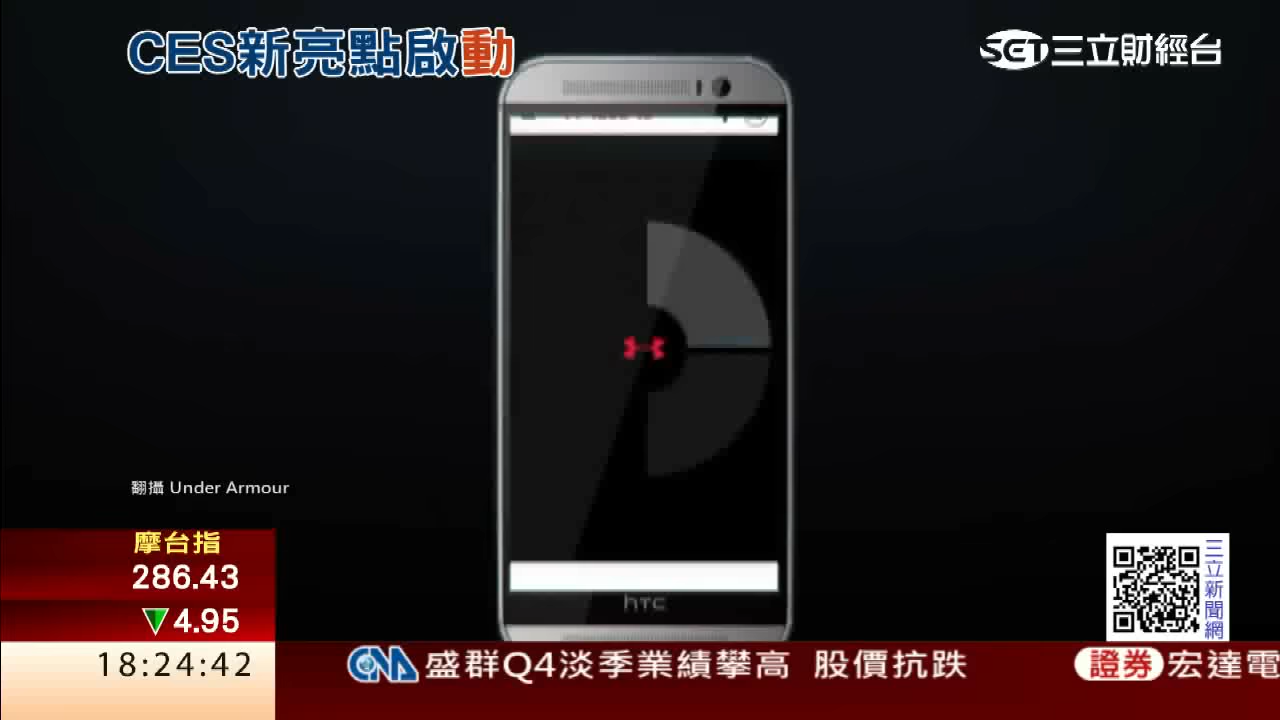 CES新亮點啟動
SET三立財經台
htc
翻攝 Under Armour
摩台指
286.43
▼4.95
三立新聞網
18:24:42
CNA 盛群Q4淡季業績攀高 股價抗跌
證券 宏達電